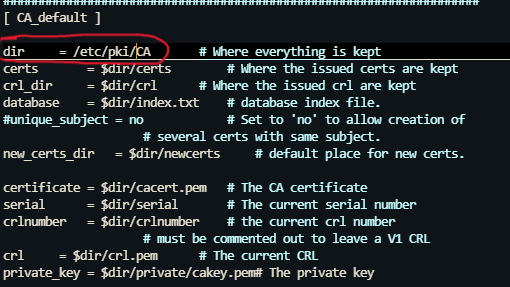 ####################################################################
[ CA_default ]
dir = /etc/pki/CA # Where everything is kept
certs = $dir/certs # Where the issued certs are kept
crl_dir = $dir/crl # Where the issued crl are kept
database = $dir/index.txt # database index file.
#unique_subject = no # Set to 'no' to allow creation of
# several certs with same subject.
new_certs_dir = $dir/newcerts # default place for new certs.
certificate = $dir/cacert.pem # The CA certificate
serial = $dir/serial # The current serial number
crlnumber = $dir/crlnumber # the current crl number
# must be commented out to leave a V1 CRL
crl = $dir/crl.pem # The current CRL
private_key = $dir/private/cakey.pem# The private key